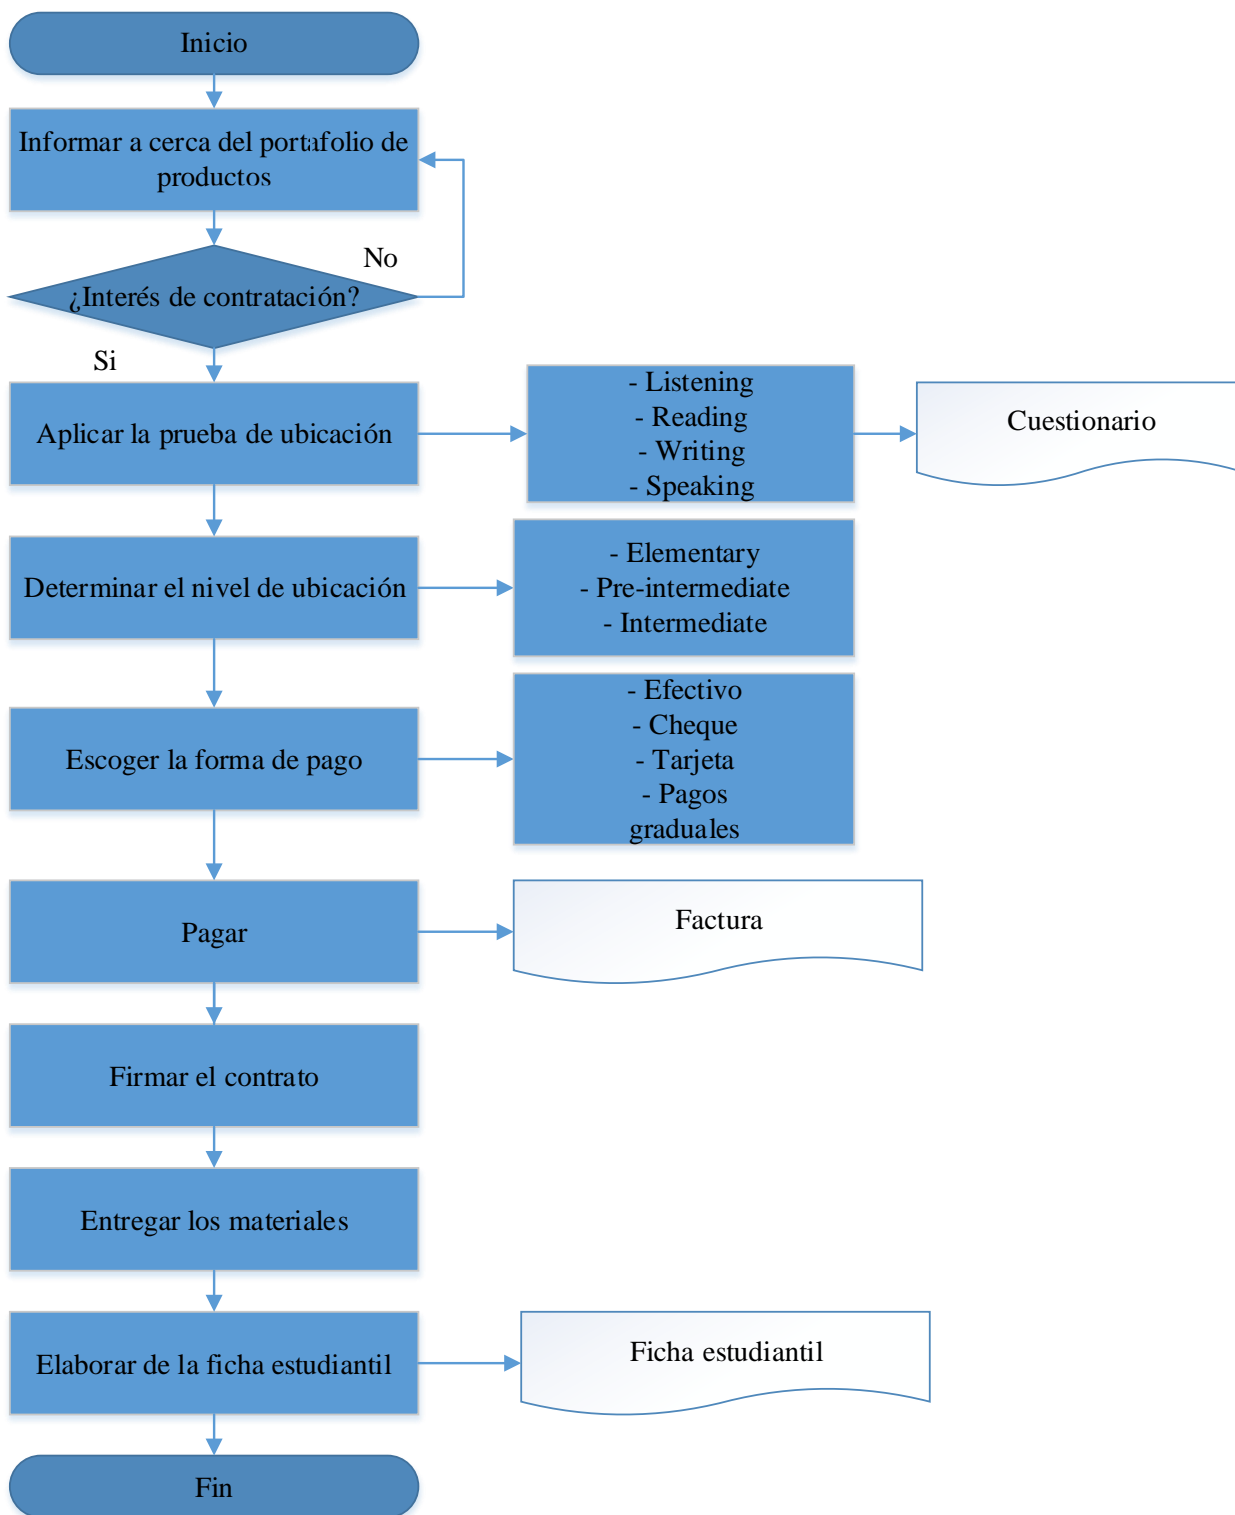 Inicio
Informar a cerca del portafolio de
productos
No
¿Interés de contratación?
Si
Aplicar la prueba de ubicación
- Listening
- Reading
- Writing
- Speaking
Cuestionario
Determinar el nivel de ubicación
- Elementary
- Pre-intermediate
- Intermediate
Escoger la forma de pago
- Efectivo
- Cheque
- Tarjeta
- Pagos
graduales
Pagar
Factura
Firmar el contrato
Entregar los materiales
Elaborar de la ficha estudiantil
Ficha estudiantil
Fin